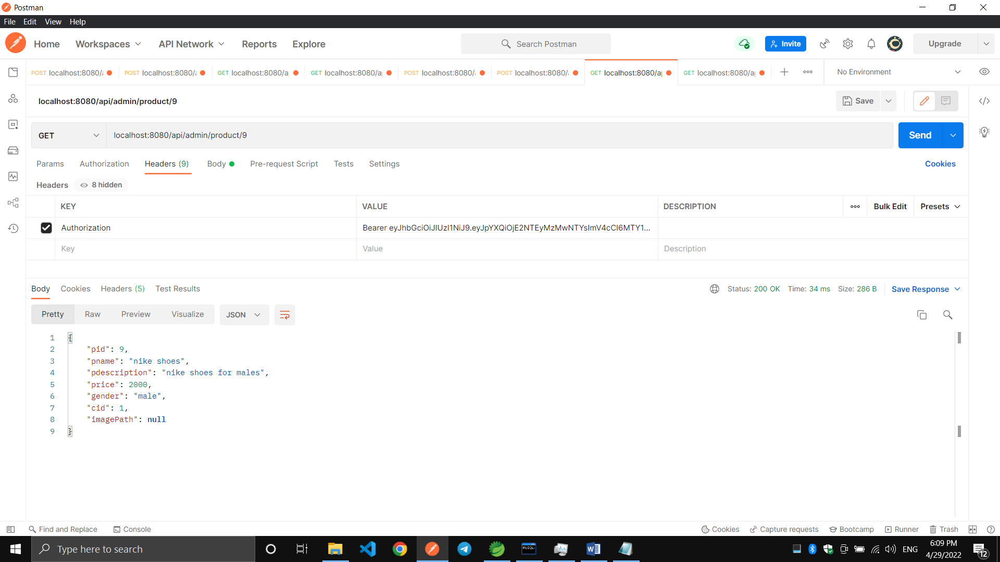 Postman
File Edit View Help
Home Workspaces API Network Reports Explore Search Postman Invite Upgrade
POST localhost:8080/a POST localhost:8080/a GET localhost:8080/ap GET localhost:8080/ap POST localhost:8080/a POST localhost:8080/ GET localhost:8080/ap GET localhost:8080/ap No Environment
localhost:8080/api/admin/product/9 Save
GET localhost:8080/api/admin/product/9 Send
Params Authorization Headers (9) Body Pre-request Script Tests Settings Cookies
Headers 8 hidden
KEY VALUE DESCRIPTION Bulk Edit Presets
Authorization Bearer eyJhbGciOiJIUzI1NiJ9.eyJpYXQiOjE2NTEyMzMwNTYsImV4cCI6MTY1...
Key Value Description
Body Cookies Headers (5) Test Results Status: 200 OK Time: 34 ms Size: 286 B Save Response
Pretty Raw Preview Visualize JSON
1 {
2 "pid": 9,
3 "pname": "nike shoes",
4 "pdescription": "nike shoes for males",
5 "price": 2000,
6 "gender": "male",
7 "cid": 1,
8 "imagePath": null
9 }
Find and Replace Console Cookies Capture requests Bootcamp Runner Trash
Type here to search MySQL ENG 6:09 PM
4/29/2022 12